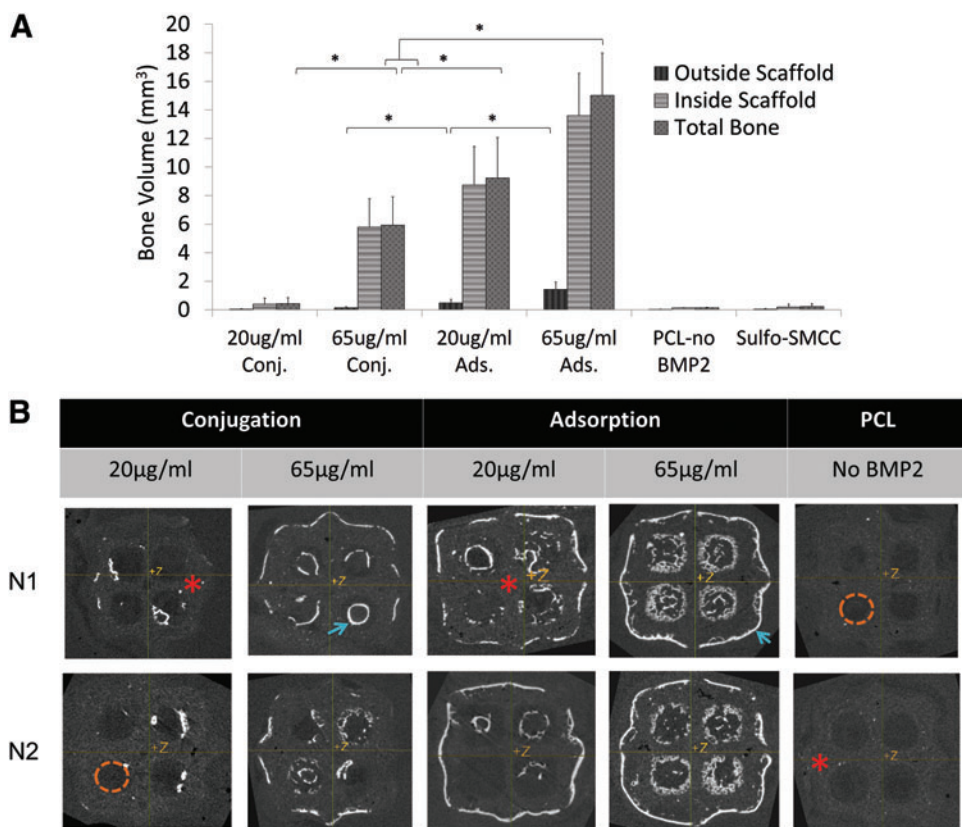 A
Bone Volume (mm³)
20
18
16
14
12
10
8
6
4
2
0
*
*
*
*
*
Outside Scaffold
Inside Scaffold
Total Bone
20ug/ml Conj.
65ug/ml Conj.
20ug/ml Ads.
65ug/ml Ads.
PCL-no BMP2
Sulfo-SMCC
B
Conjugation Adsorption PCL
20µg/ml 65µg/ml 20µg/ml 65µg/ml No BMP2
N1
+Z * +Z * +Z +Z +Z
N2
+Z +Z +Z +Z * +Z